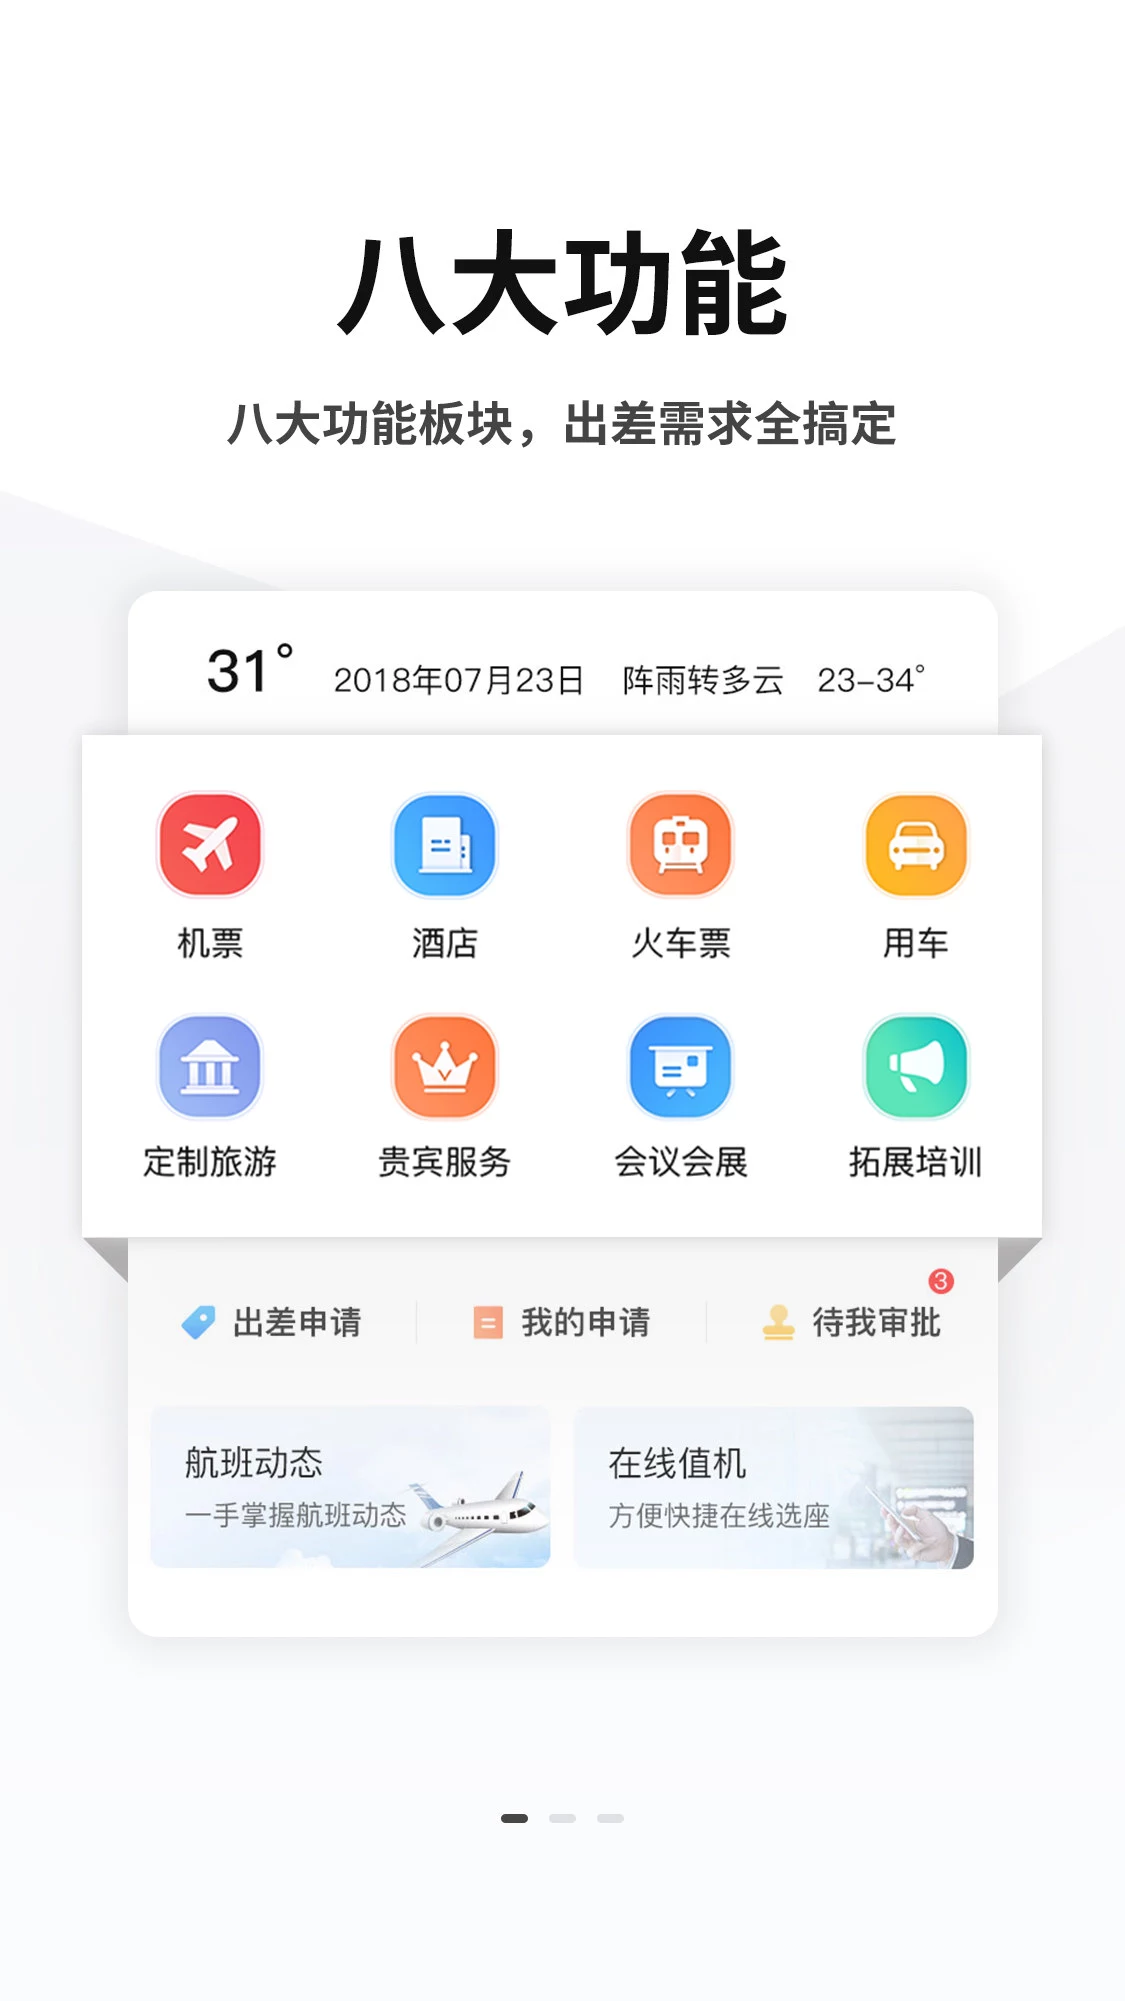 八大功能
八大功能板块，出差需求全搞定
31° 2018年07月23日 阵雨转多云 23-34°
机票 酒店 火车票 用车
定制旅游 贵宾服务 会议会展 拓展培训
3
出差申请 我的申请 待我审批
航班动态 在线值机
一手掌握航班动态 方便快捷在线选座